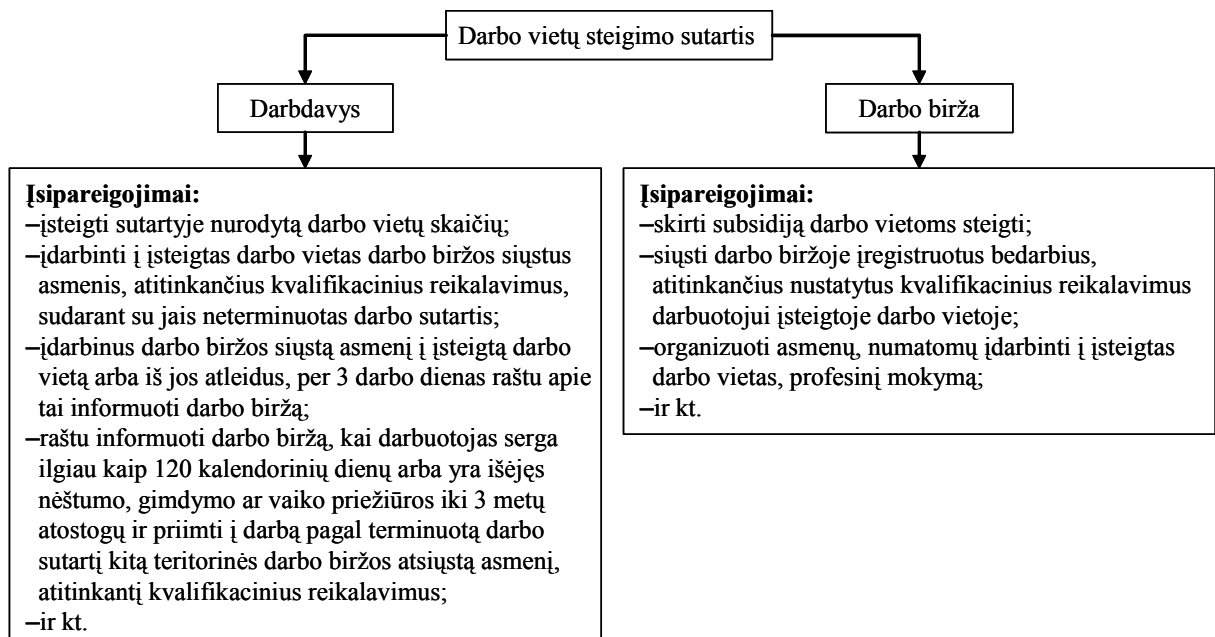 Darbo vietų steigimo sutartis
Darbdavys
Darbo birža
Įsipareigojimai:
–įsteigti sutartyje nurodytą darbo vietų skaičių;
–įdarbinti į įsteigtas darbo vietas darbo biržos siųstus
asmenis, atitinkančius kvalifikacinius reikalavimus,
sudarant su jais neterminuotas darbo sutartis;
–įdarbinus darbo biržos siųstą asmenį į įsteigtą darbo
vietą arba iš jos atleidus, per 3 darbo dienas raštu apie
tai informuoti darbo biržą;
–raštu informuoti darbo biržą, kai darbuotojas serga
ilgiau kaip 120 kalendorinių dienų arba yra išėjęs
nėštumo, gimdymo ar vaiko priežiūros iki 3 metų
atostogų ir priimti į darbą pagal terminuotą darbo
sutartį kitą teritorinės darbo biržos atsiųstą asmenį,
atitinkantį kvalifikacinius reikalavimus;
–ir kt.
Įsipareigojimai:
–skirti subsidiją darbo vietoms steigti;
–siųsti darbo biržoje įregistruotus bedarbius,
atitinkančius nustatytus kvalifikacinius reikalavimus
darbuotojui įsteigtoje darbo vietoje;
–organizuoti asmenų, numatomų įdarbinti į įsteigtas
darbo vietas, profesinį mokymą;
–ir kt.